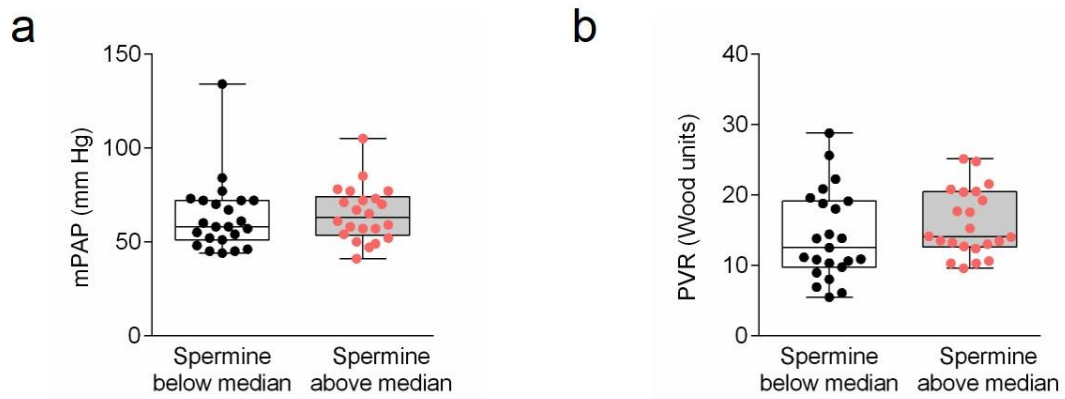 a
mPAP (mm Hg)
150
100
50
0
Spermine
below median
Spermine
above median
b
PVR (Wood units)
40
30
20
10
0
Spermine
below median
Spermine
above median